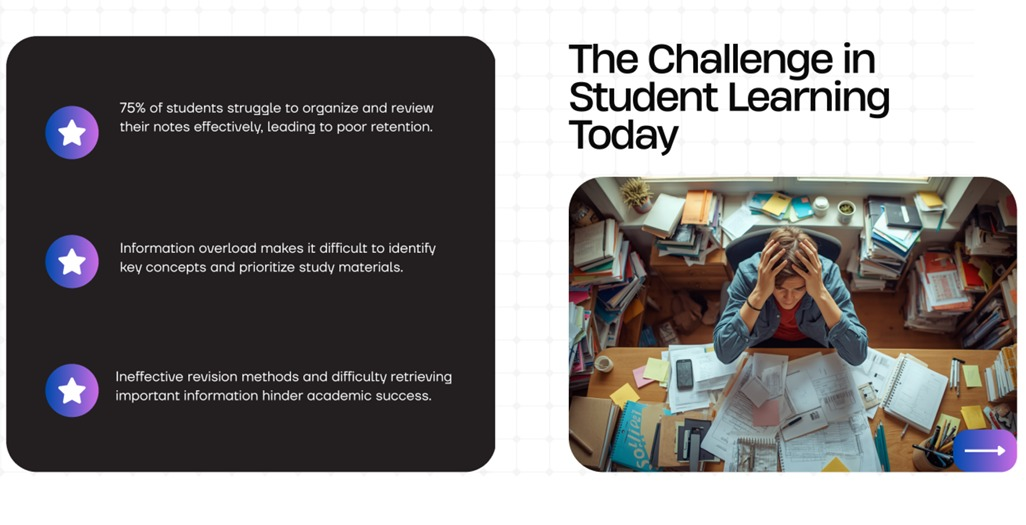 The Challenge in
Student Learning
Today
75% of students struggle to organize and review
their notes effectively, leading to poor retention.
Information overload makes it difficult to identify
key concepts and prioritize study materials.
Ineffective revision methods and difficulty retrieving
important information hinder academic success.